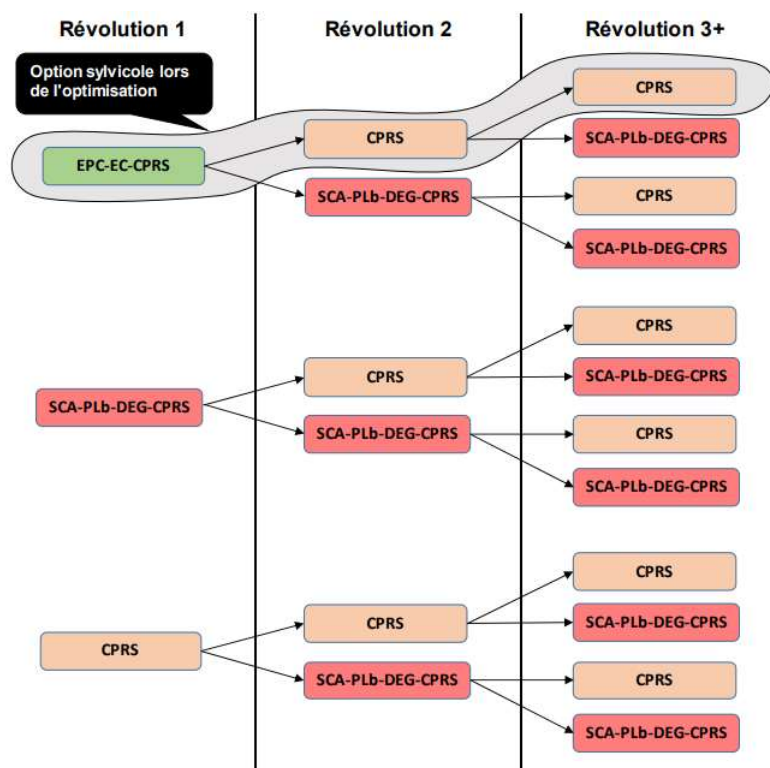 Révolution 1
Révolution 2
Révolution 3+
Option sylvicole lors
de l'optimisation
CPRS
CPRS
SCA-PLb-DEG-CPRS
EPC-EC-CPRS
SCA-PLb-DEG-CPRS
CPRS
SCA-PLb-DEG-CPRS
CPRS
CPRS
SCA-PLb-DEG-CPRS
SCA-PLb-DEG-CPRS
SCA-PLb-DEG-CPRS
CPRS
SCA-PLb-DEG-CPRS
CPRS
CPRS
SCA-PLb-DEG-CPRS
CPRS
SCA-PLb-DEG-CPRS
CPRS
SCA-PLb-DEG-CPRS